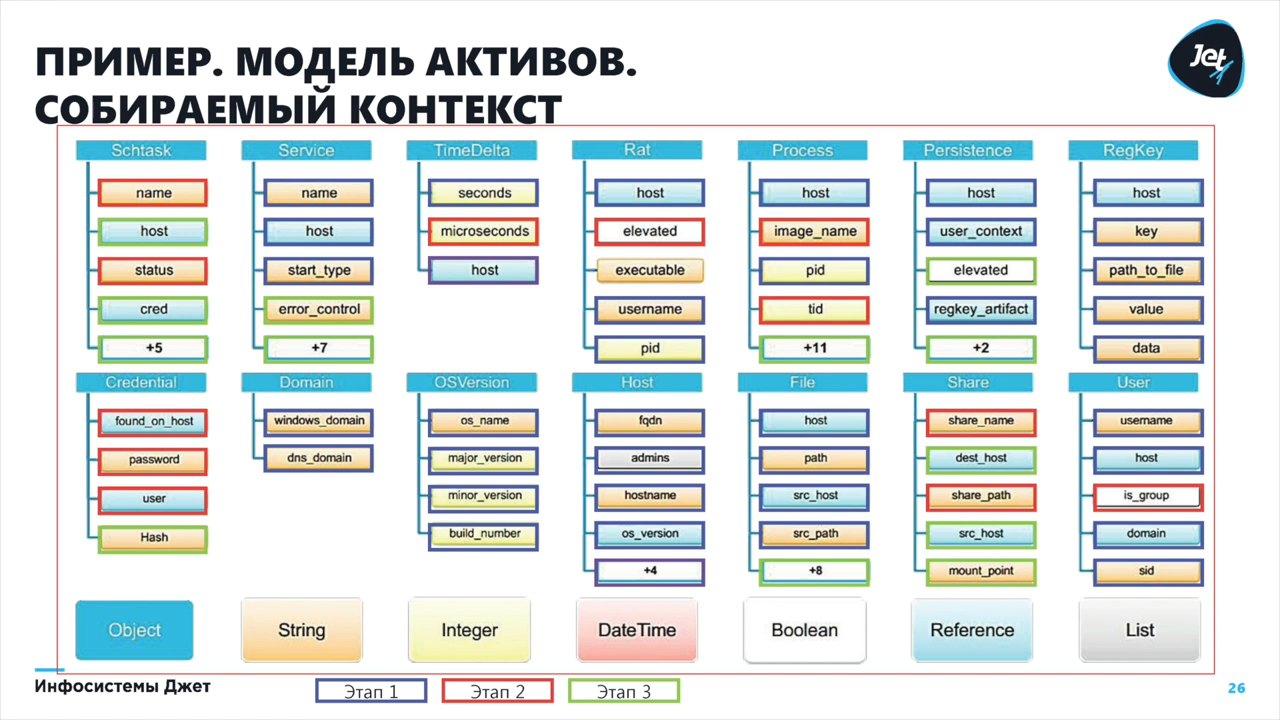 ПРИМЕР. МОДЕЛЬ АКТИВОВ.
СОБИРАЕМЫЙ КОНТЕКСТ
Jet
Schtask
name
host
status
cred
+5
Service
name
host
start_type
error_control
+7
TimeDelta
seconds
microseconds
host
Rat
host
elevated
executable
username
pid
Process
host
image_name
pid
tid
+11
Persistence
host
user_context
elevated
regkey_artifact
+2
RegKey
host
key
path_to_file
value
data
Credential
found_on_host
password
user
Hash
Domain
windows_domain
dns_domain
OSVersion
os_name
major_version
minor_version
build_number
Host
fqdn
admins
hostname
os_version
+4
File
host
path
src_host
src_path
+8
Share
share_name
dest_host
share_path
src_host
mount_point
User
username
host
is_group
domain
sid
Object
String
Integer
DateTime
Boolean
Reference
List
Инфосистемы Джет
Этап 1
Этап 2
Этап 3
26